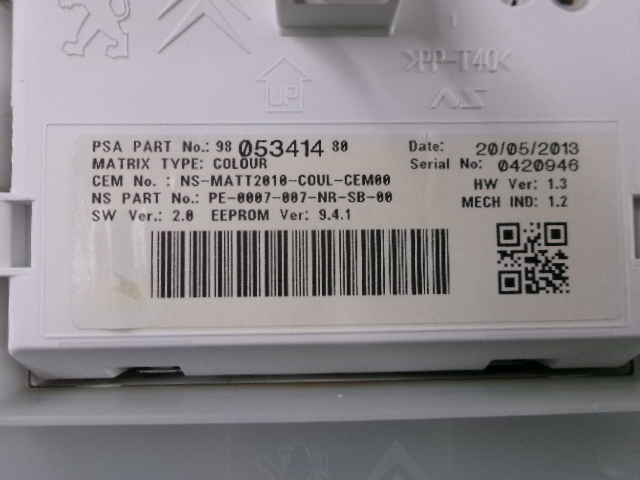 1
>PP-T40<
UP
PSA PART No.: 98 053414 80
Date: 20/05/2013
MATRIX TYPE: COLOUR
Serial No: 0420946
CEM No. : NS-MATT2010-COUL-CEM00
HW Ver: 1.3
NS PART No.: PE-0007-007-NR-SB-00
MECH IND: 1.2
SW Ver.: 2.0 EEPROM Ver: 9.4.1